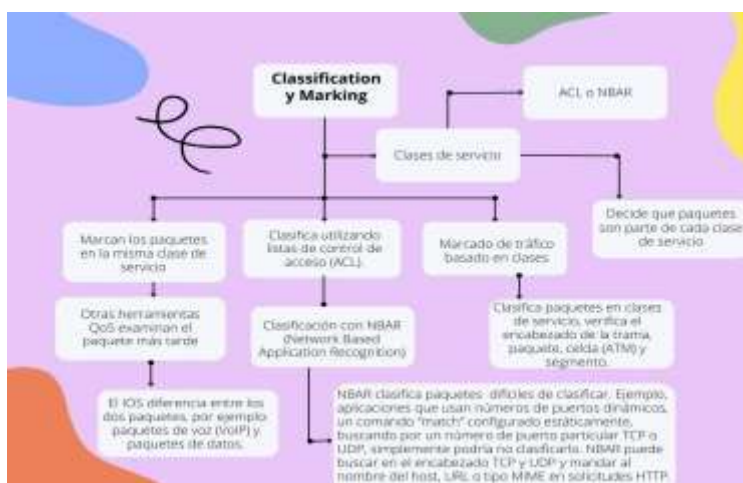 Classification
y Marking
ACL o NBAR
Clases de servicio
Decide que paquetes
son parte de cada clase
de servicio
Marcan los paquetes
en la misma clase de
servicio
Clasifica utilizando
listas de control de
acceso (ACL).
Marcado de tráfico
basado en clases
Otras herramientas
QoS examinan el
paquete más tarde
Clasificación con NBAR
(Network Based
Application Recognition)
Clasifica paquetes en clases
de servicio, verifica el
encabezado de la trama,
paquete, celda (ATM) y
segmento.
El IOS diferencia entre los
dos paquetes, por ejemplo
paquetes de voz (VoIP) y
paquetes de datos.
NBAR clasifica paquetes difíciles de clasificar. Ejemplo,
aplicaciones que usan números de puertos dinámicos,
un comando "match" configurado estáticamente,
buscando por un número de puerto particular TCP o
UDP, simplemente podría no clasificarlo. NBAR puede
buscar en el encabezado TCP y UDP y mandar al
nombre del host, URL o tipo MIME en solicitudes HTTP.